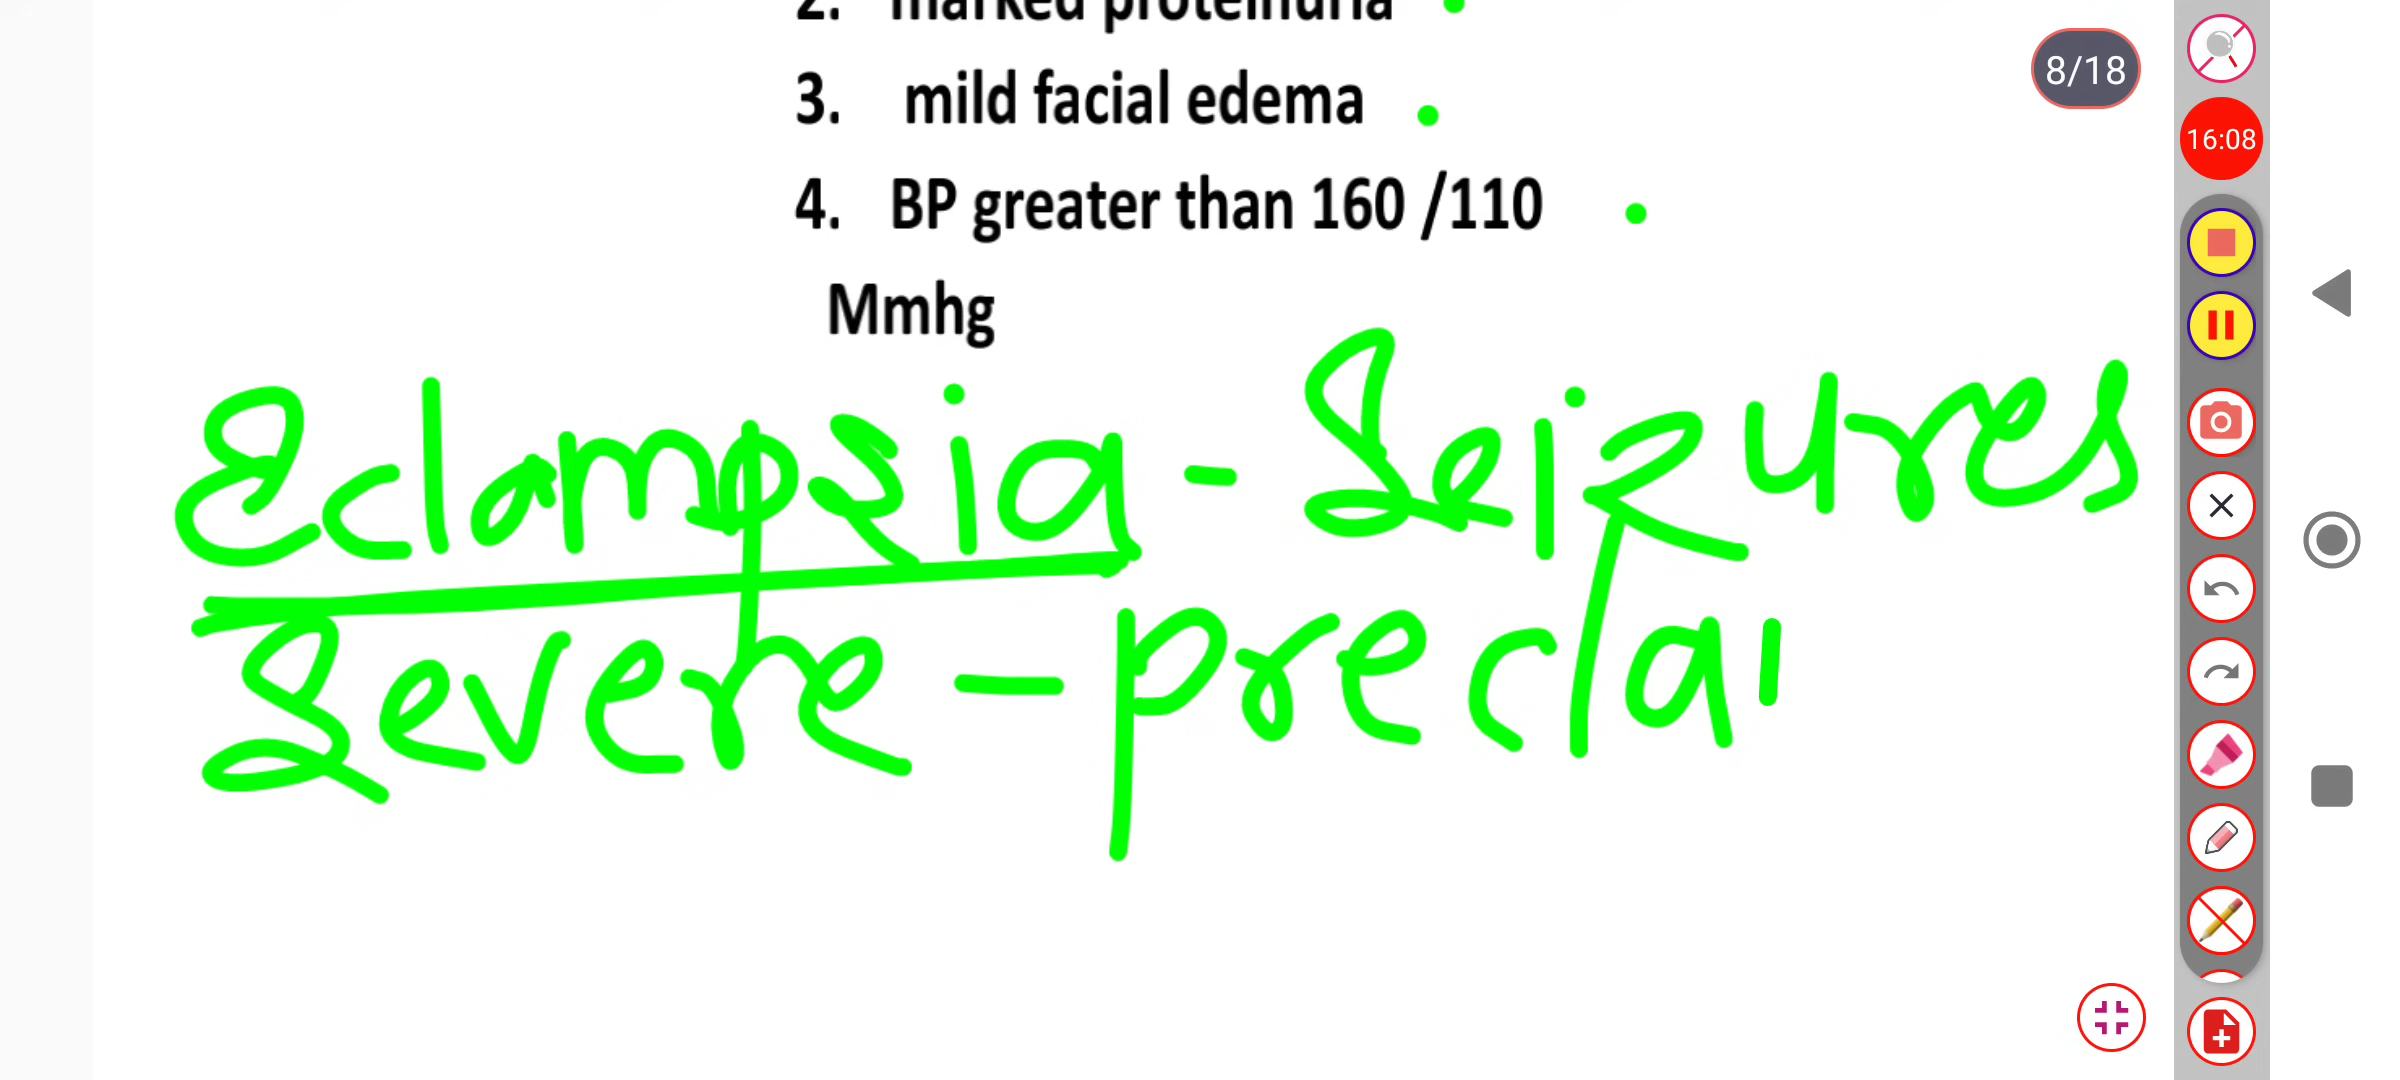 2. marked proteinuria
8/18
3. mild facial edema
16:08
4. BP greater than 160 /110
Mmhg
Eclampsia - Seizures
Severe - preclai